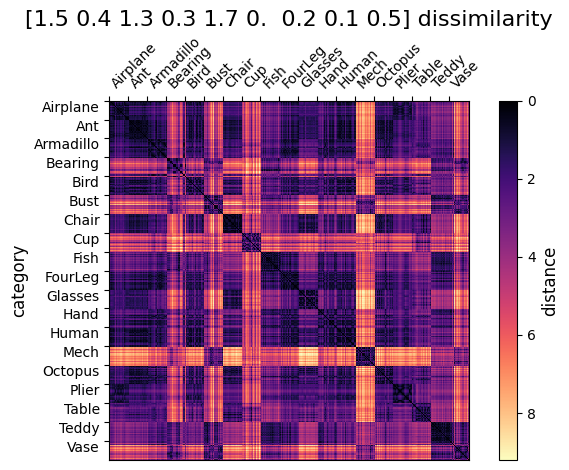 [1.5 0.4 1.3 0.3 1.7 0.  0.2 0.1 0.5] dissimilarity
Airplane
Ant
Armadillo
Bearing
Bird
Bust
Chair
Cup
Fish
FourLeg
Glasses
Hand
Human
Mech
Octopus
Plier
Table
Teddy
Vase
category
Airplane
Ant
Armadillo
Bearing
Bird
Bust
Chair
Cup
Fish
FourLeg
Glasses
Hand
Human
Mech
Octopus
Plier
Table
Teddy
Vase
0
2
4
6
8
distance